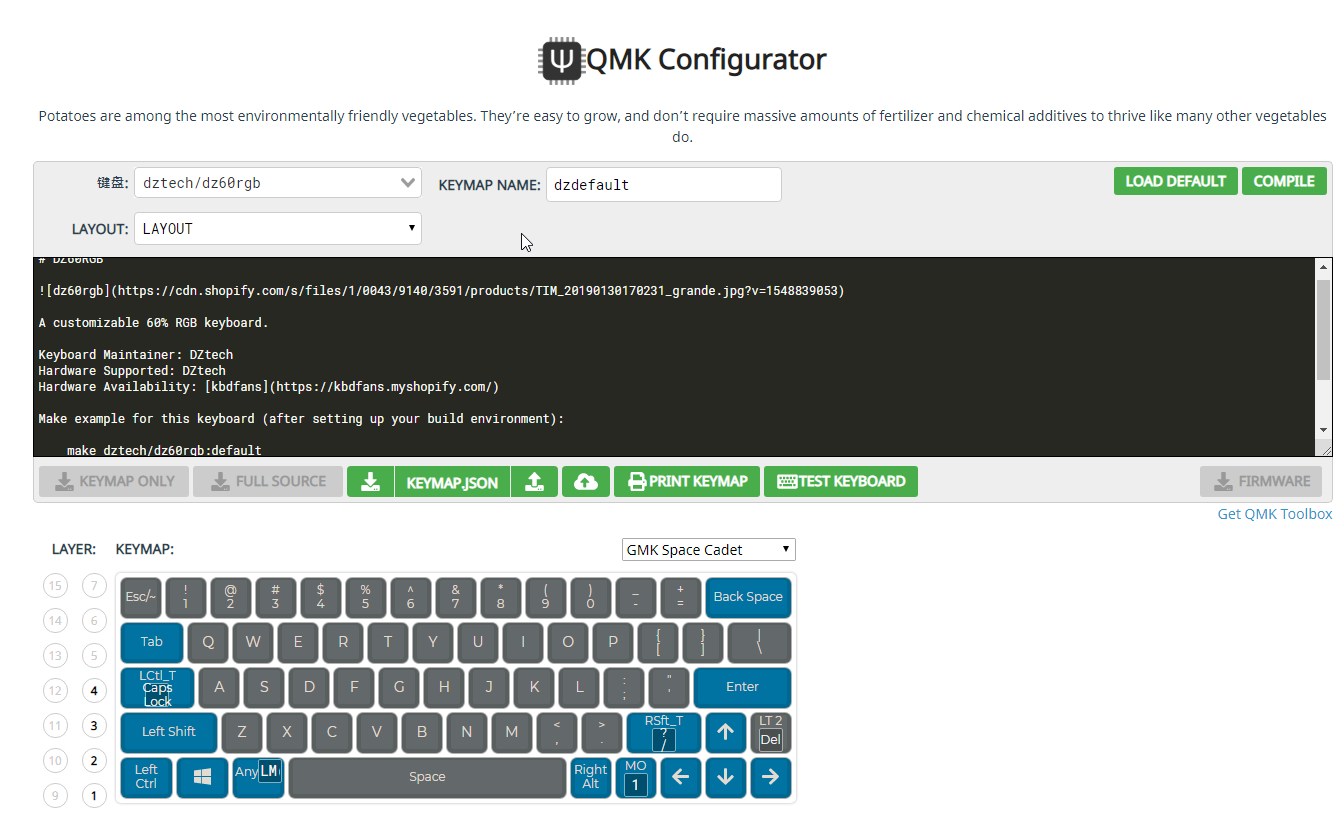 QMK Configurator
Potatoes are among the most environmentally friendly vegetables. They're easy to grow, and don't require massive amounts of fertilizer and chemical additives to thrive like many other vegetables
do.
键盘: dztech/dz60rgb KEYMAP NAME: dzdefault LOAD DEFAULT COMPILE
LAYOUT: LAYOUT
# DZ60RGB
![dz60rgb](https://cdn.shopify.com/s/files/1/0043/9140/3591/products/TIM_20190130170231_grande.jpg?v=1548839053)
A customizable 60% RGB keyboard.
Keyboard Maintainer: DZtech
Hardware Supported: DZtech
Hardware Availability: [kbdfans](https://kbdfans.myshopify.com/)
Make example for this keyboard (after setting up your build environment):
make dztech/dz60rgb:default
KEYMAP ONLY FULL SOURCE KEYMAP.JSON PRINT KEYMAP TEST KEYBOARD FIRMWARE
Get QMK Toolbox
LAYER: KEYMAP: GMK Space Cadet
15 7 Esc/~ ! 1 @ 2 # 3 $ 4 % 5 ^ 6 & 7 * 8 ( 9 ) 0 _ - + = Back Space
14 6 Tab Q W E R T Y U I O P { [ } ] | \
13 5
12 4 LCtl_T Caps Lock A S D F G H J K L : ; " ' Enter
11 3 Left Shift Z X C V B N M < , > . RSft_T ? / LT 2 Del
10 2 Left Ctrl Any LM Space Right Alt MO 1
9 1